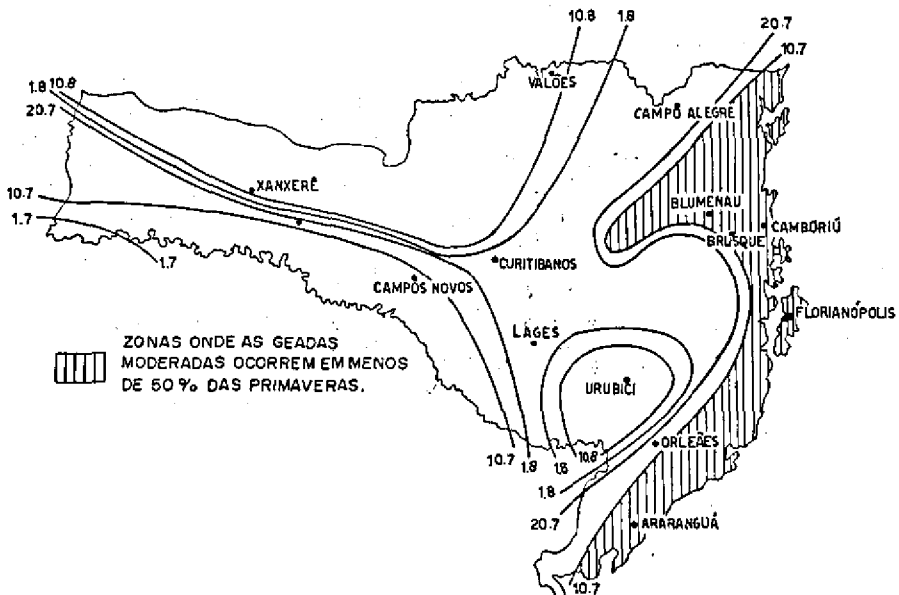 10.8
1.8
20.7
10.7
VALÕES
1.8 10.8
20.7
CAMPO ALEGRE
XANXERÊ
10.7
BLUMENAU
CAMBORIÚ
BRUSQUE
1.7
1.7
CURITIBANOS
CAMPOS NOVOS
FLORIANÓPOLIS
LAGES
ZONAS ONDE AS GEADAS
MODERADAS OCORREM EM MENOS
DE 50 % DAS PRIMAVERAS.
URUBICI
ORLEÃES
10.7
1.8
1.8
10.8
1.8
20.7
ARARANGUÁ
10.7